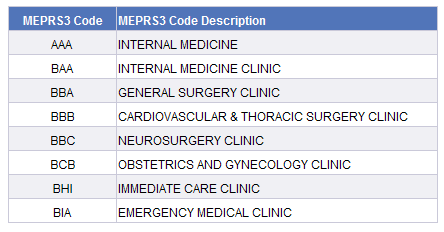 MEPRS3 Code MEPRS3 Code Description
AAA INTERNAL MEDICINE
BAA INTERNAL MEDICINE CLINIC
BBA GENERAL SURGERY CLINIC
BBB CARDIOVASCULAR & THORACIC SURGERY CLINIC
BBC NEUROSURGERY CLINIC
BCB OBSTETRICS AND GYNECOLOGY CLINIC
BHI IMMEDIATE CARE CLINIC
BIA EMERGENCY MEDICAL CLINIC